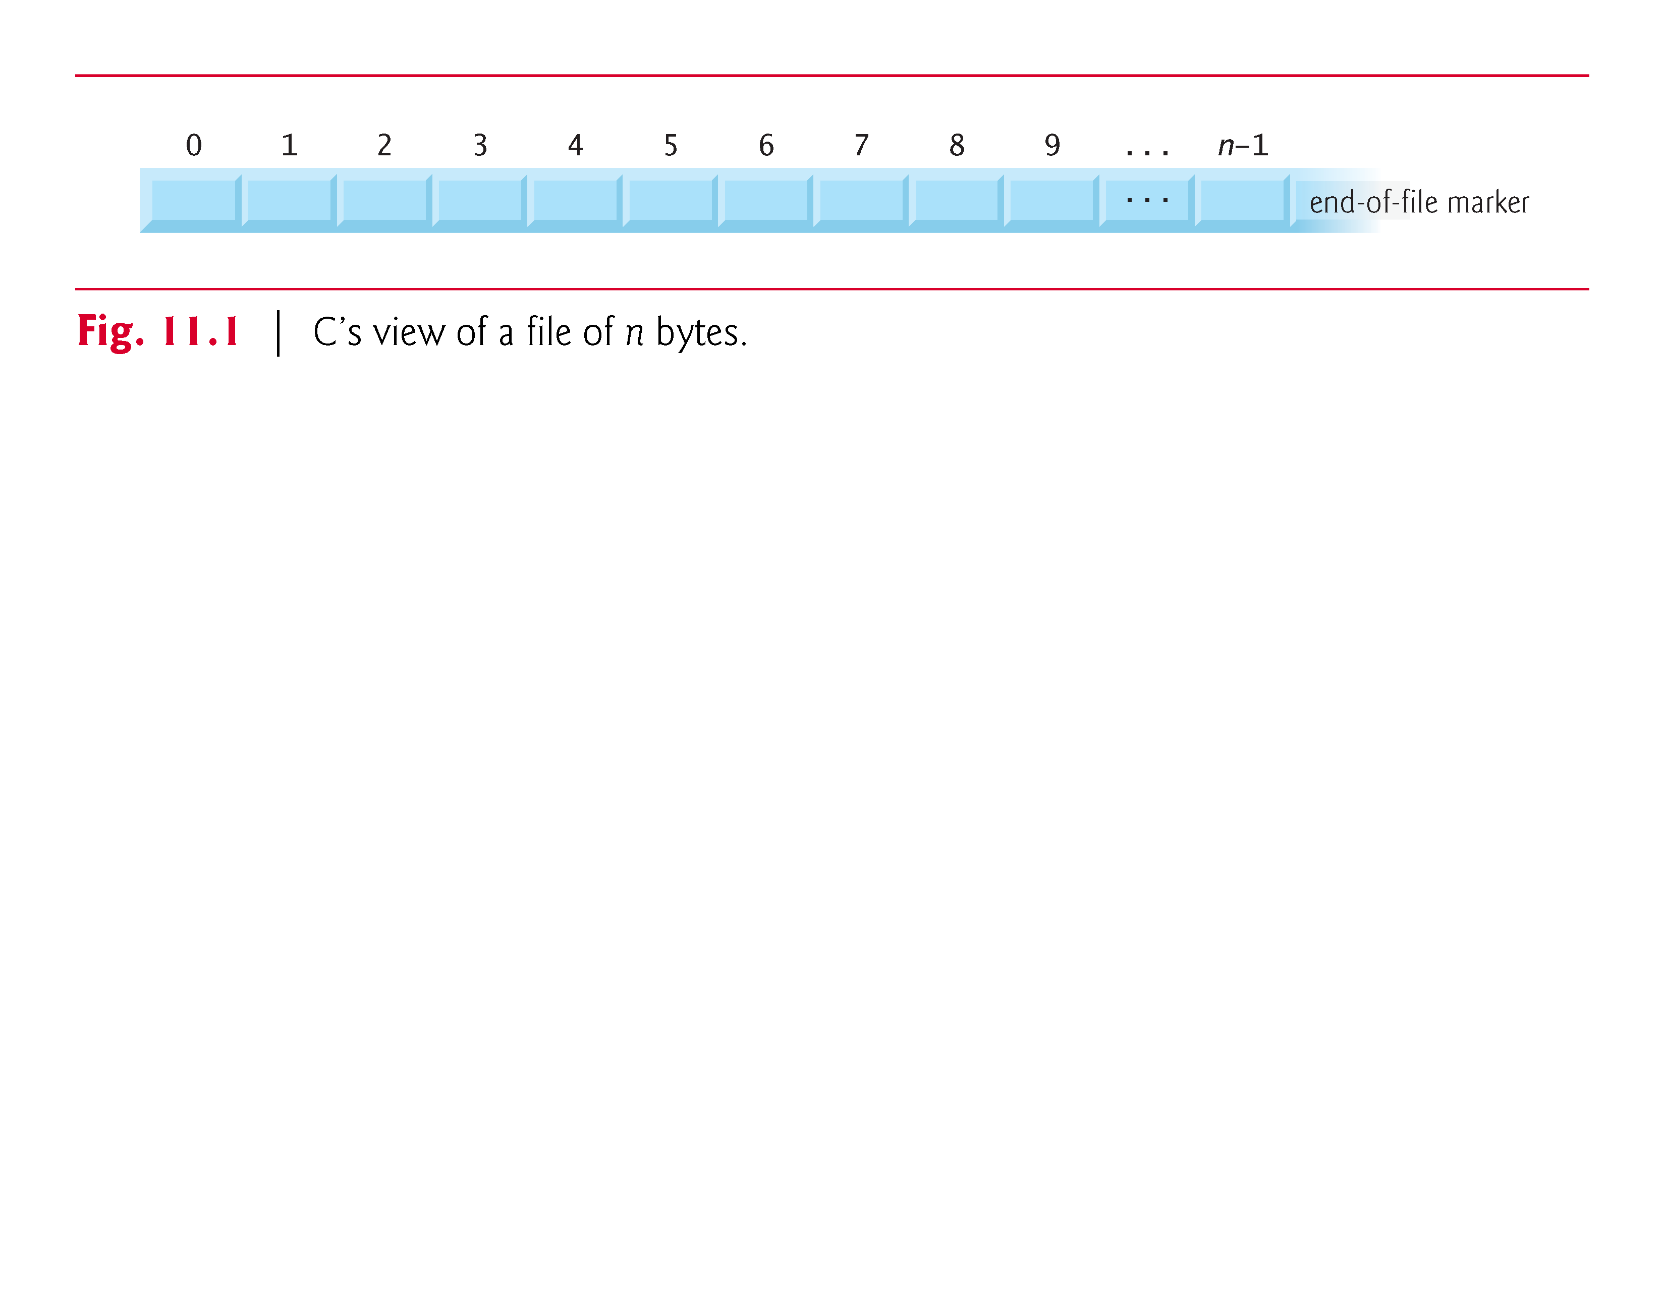 0 1 2 3 4 5 6 7 8 9 ... n–1
··· end-of-file marker
Fig. 11.1 | C’s view of a file of n bytes.